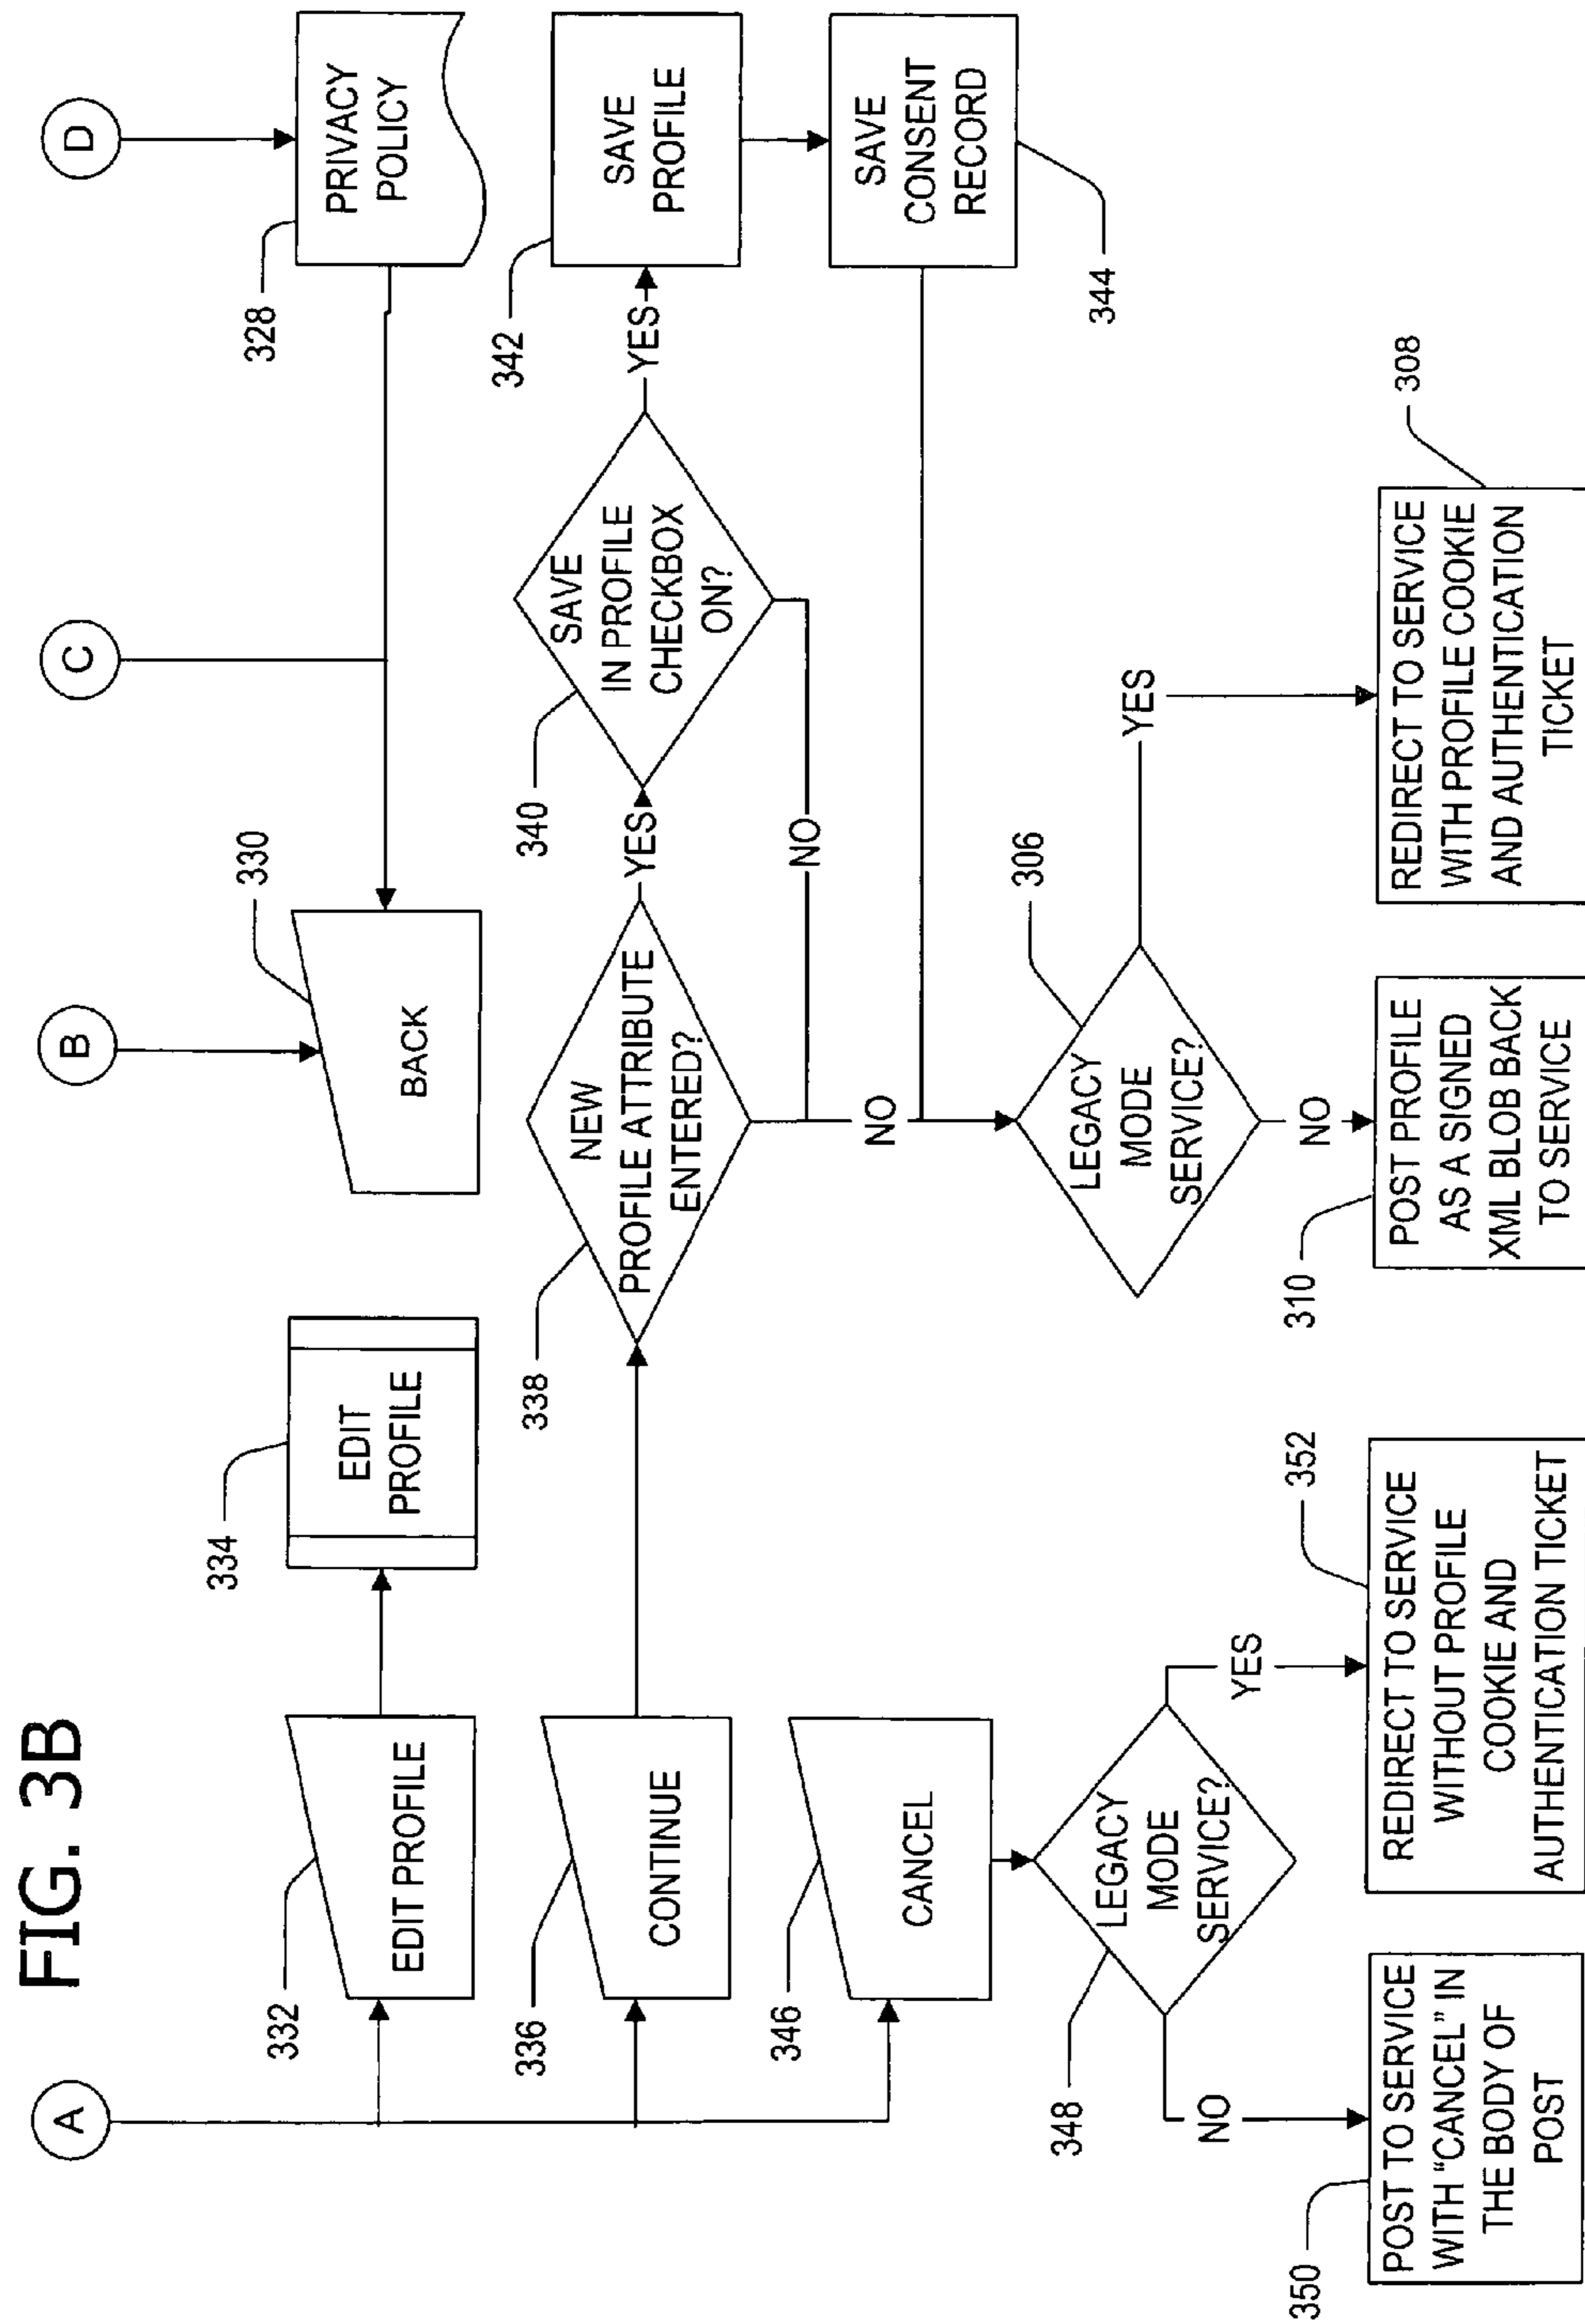 FIG. 3B
A
B
C
D
332
EDIT PROFILE
334
EDIT
PROFILE
330
BACK
328
PRIVACY
POLICY
336
CONTINUE
338
NEW
PROFILE ATTRIBUTE
ENTERED?
YES
NO
340
SAVE
IN PROFILE
CHECKBOX
ON?
YES
NO
342
SAVE
PROFILE
SAVE
CONSENT
RECORD
344
346
CANCEL
348
LEGACY
MODE
SERVICE?
NO
YES
306
LEGACY
MODE
SERVICE?
NO
YES
350
POST TO SERVICE
WITH “CANCEL” IN
THE BODY OF
POST
352
REDIRECT TO SERVICE
WITHOUT PROFILE
COOKIE AND
AUTHENTICATION TICKET
310
POST PROFILE
AS A SIGNED
XML BLOB BACK
TO SERVICE
308
REDIRECT TO SERVICE
WITH PROFILE COOKIE
AND AUTHENTICATION
TICKET